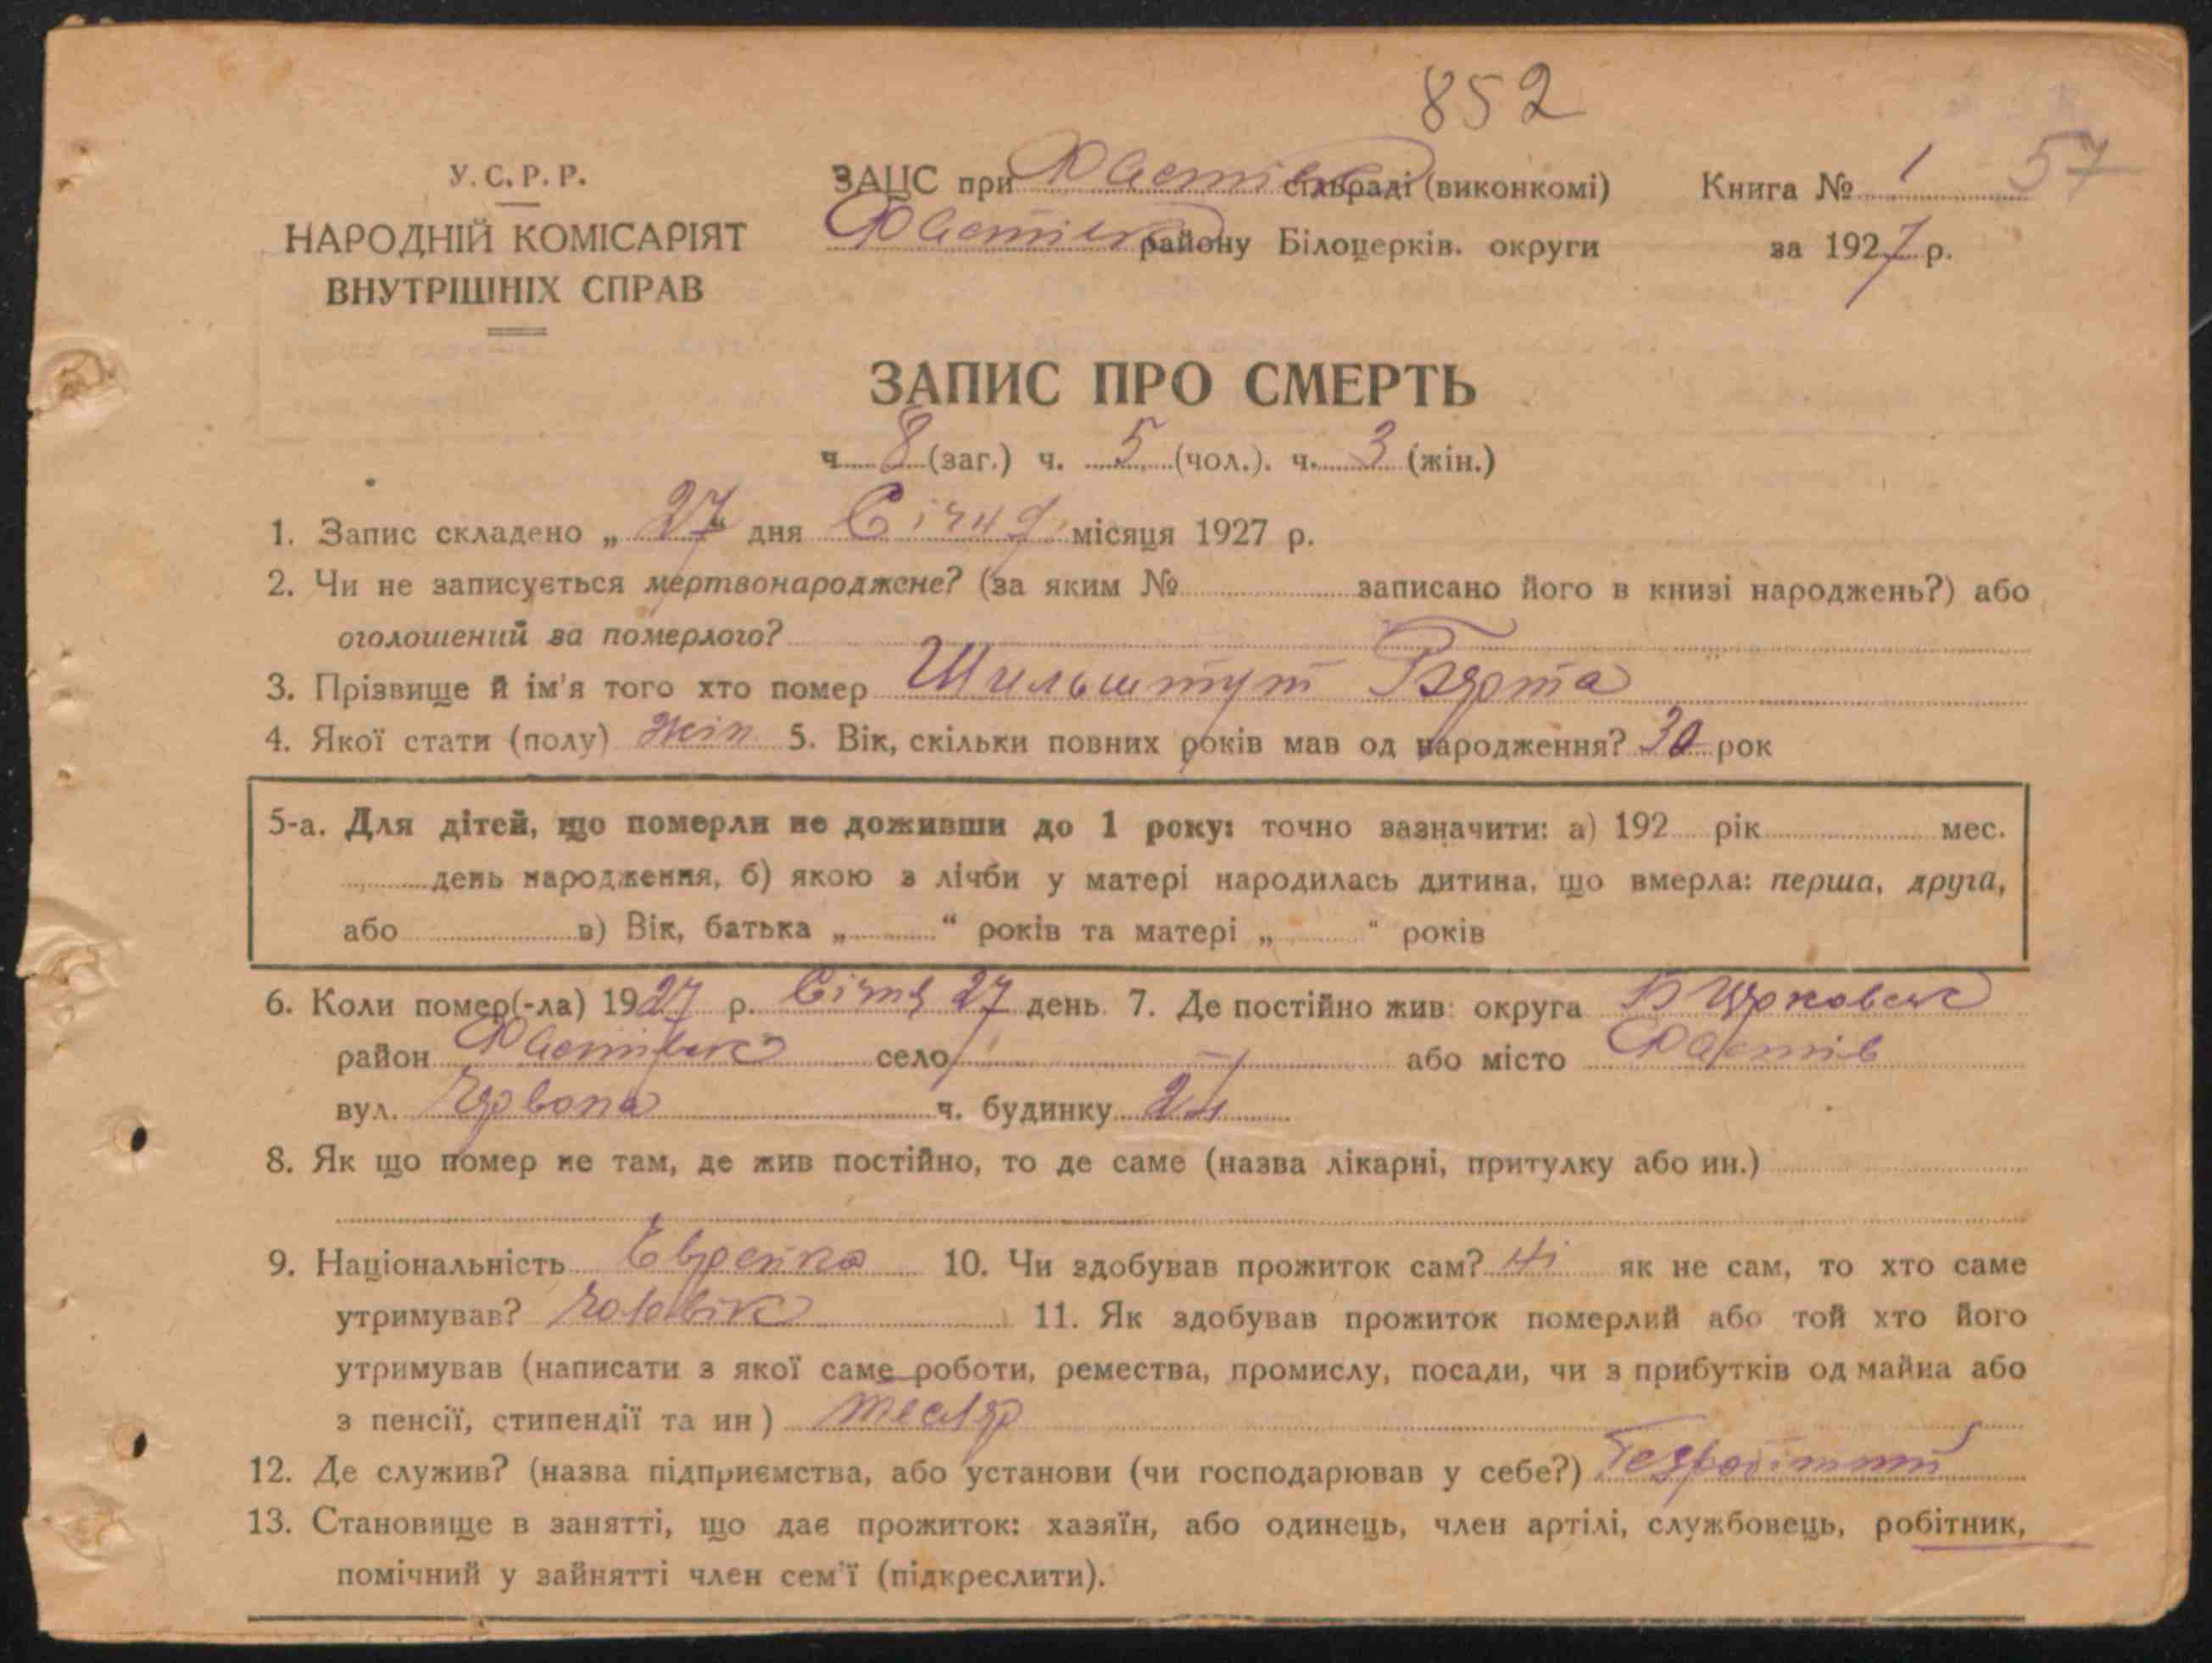 852
У. С. Р. Р.
ЗАЦС при Фастівськ сільраді (виконкомі)
Книга № 1 57
НАРОДНІЙ КОМІСАРІЯТ
ВНУТРІШНІХ СПРАВ
Фастівськ району Білоцерків. округи
за 1927 р.
ЗАПИС ПРО СМЕРТЬ
ч. 8 (заг.) ч. 5 (чол.). ч. 3 (жін.)
1. Запис складено „ 27 “ дня Січня місяця 1927 р.
2. Чи не записується мертвонароджене? (за яким № записано його в книзі народжень?) або
оголошений за померлого?
3. Прізвище й ім'я того хто помер Шильштут
4. Якої статі (полу) жін 5. Вік, скільки повних років мав од народження? 30 рок
5-а. Для дітей, що померли не доживши до 1 року: точно зазначити: а) 192 рік мес.
день народження, б) якою з лічби у матері народилась дитина, що вмерла: перша, друга,
або в) Вік, батька „ “ років та матері „ “ років
6. Коли помер(-ла) 1927 р. Січня 27 день. 7. Де постійно жив: округа Б Церковськ
район Фастівськ село — або місто Фастів
вул. Червона ч. будинку 24
8. Як що помер не там, де жив постійно, то де саме (назва лікарні, притулку або ин.)
9. Національність Еврейка 10. Чи здобував прожиток сам? Ні як не сам, то хто саме
утримував? Чоловік 11. Як здобував прожиток померлий або той хто його
утримував (написати з якої саме роботи, ремества, промислу, посади, чи з прибутків од майна або
з пенсії, стипендії та ин ) тесляр
12. Де служив? (назва підприємства, або установи (чи господарював у себе?) Безробітний
13. Становище в занятті, що дає прожиток: хазяїн, або одинець, член артілі, службовець, робітник,
помічний у зайнятті член сем'ї (підкреслити).